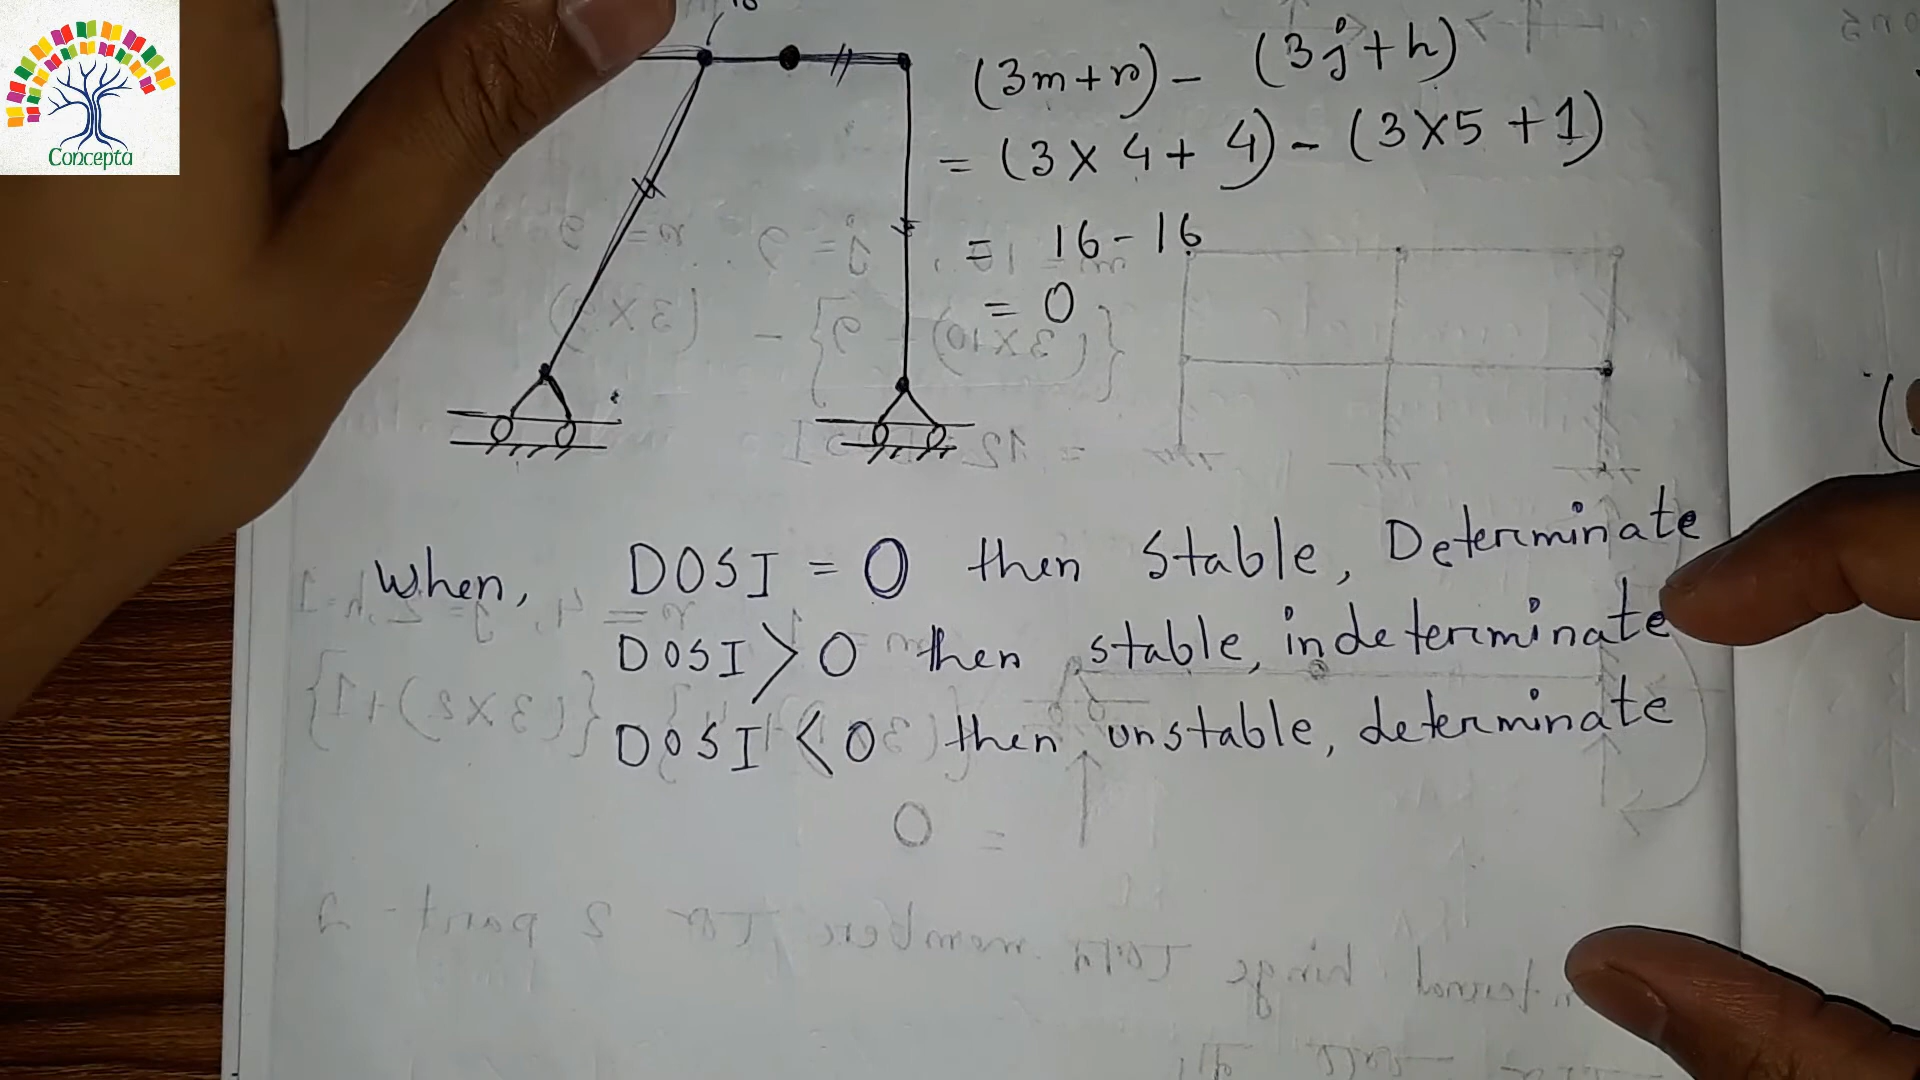 Concepta
(3m+r) - (3j+h)
= (3×4+4) - (3×5+1)
= 16-16
= 0
When, DOSI = 0 then Stable, Determinate
DOSI > 0 then stable, indeterminate
DOSI < 0 then unstable, determinate